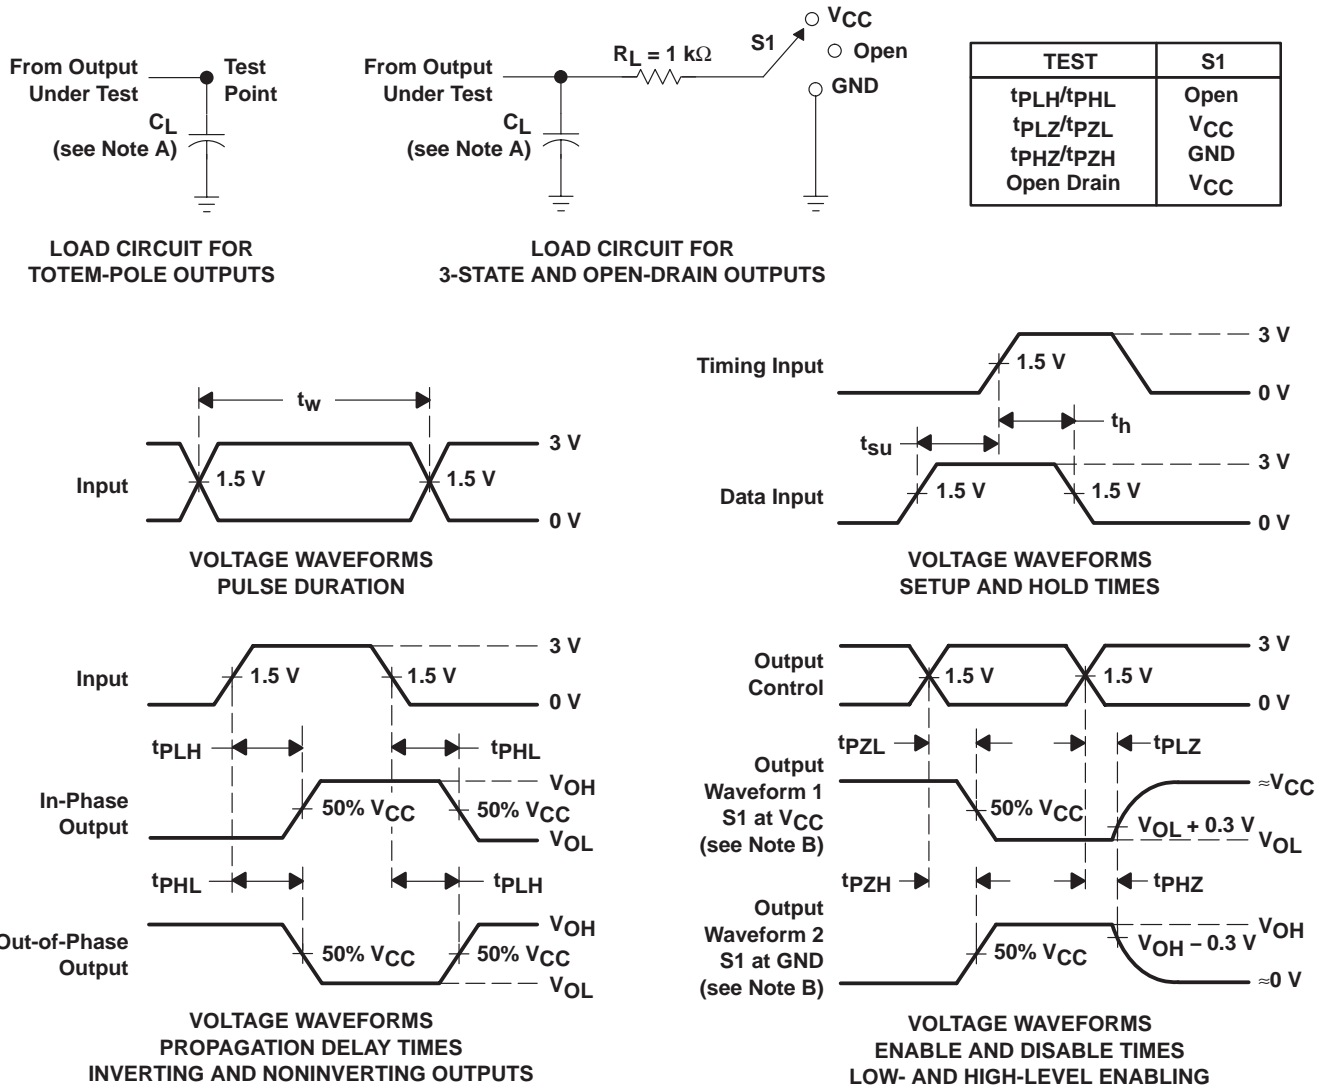 From Output
Under Test
Test
Point
CL
(see Note A)
LOAD CIRCUIT FOR
TOTEM-POLE OUTPUTS
From Output
Under Test
CL
(see Note A)
RL = 1 kΩ
S1
VCC
Open
GND
LOAD CIRCUIT FOR
3-STATE AND OPEN-DRAIN OUTPUTS
TEST S1
tPLH/tPHL Open
tPLZ/tPZL VCC
tPHZ/tPZH GND
Open Drain VCC
tw
Input
1.5 V
1.5 V
3 V
0 V
VOLTAGE WAVEFORMS
PULSE DURATION
Timing Input
1.5 V
3 V
0 V
tsu
th
Data Input
1.5 V
1.5 V
3 V
0 V
VOLTAGE WAVEFORMS
SETUP AND HOLD TIMES
Input
1.5 V
1.5 V
3 V
0 V
tPLH
tPHL
In-Phase
Output
50% VCC
50% VCC
VOH
VOL
tPHL
tPLH
Out-of-Phase
Output
50% VCC
50% VCC
VOH
VOL
VOLTAGE WAVEFORMS
PROPAGATION DELAY TIMES
INVERTING AND NONINVERTING OUTPUTS
Output
Control
1.5 V
1.5 V
3 V
0 V
tPZL
tPLZ
Output
Waveform 1
S1 at VCC
(see Note B)
50% VCC
VOL + 0.3 V
≈VCC
VOL
tPZH
tPHZ
Output
Waveform 2
S1 at GND
(see Note B)
50% VCC
VOH − 0.3 V
VOH
≈0 V
VOLTAGE WAVEFORMS
ENABLE AND DISABLE TIMES
LOW- AND HIGH-LEVEL ENABLING